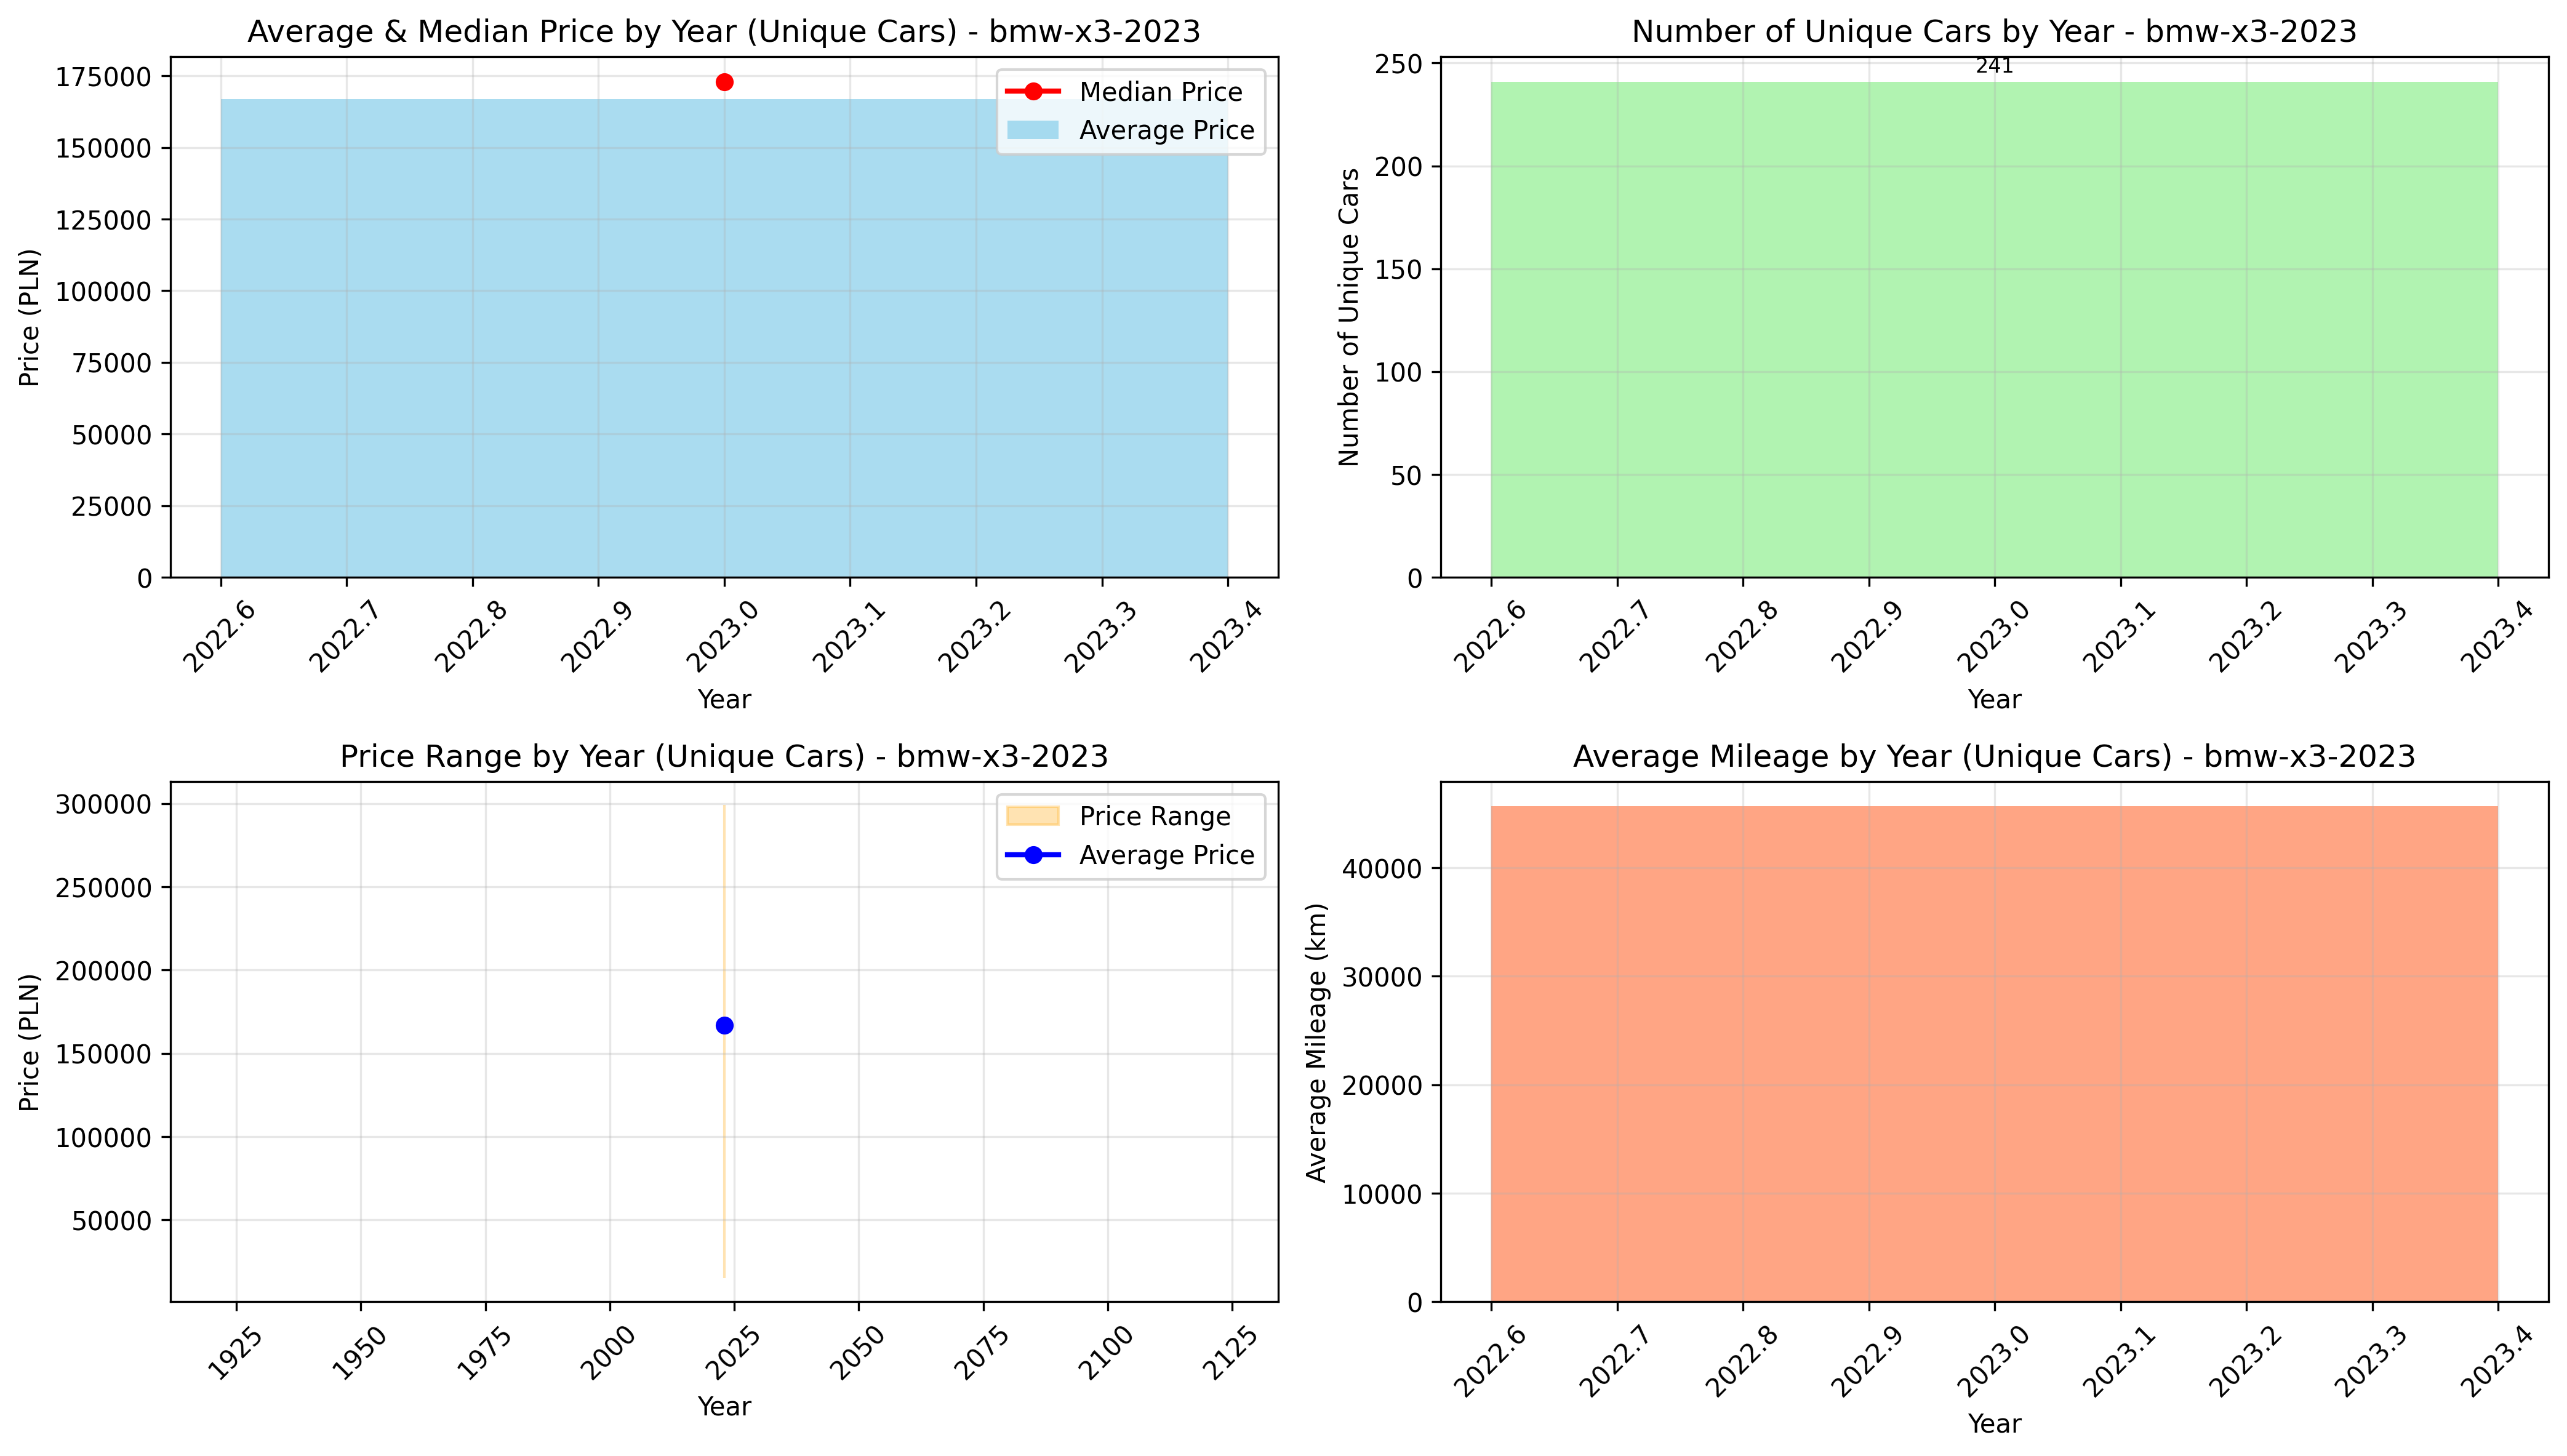 Average & Median Price by Year (Unique Cars) - bmw-x3-2023
Price (PLN)
175000
150000
125000
100000
75000
50000
25000
0
Median Price
Average Price
2022.6 2022.7 2022.8 2022.9 2023.0 2023.1 2023.2 2023.3 2023.4
Year
Number of Unique Cars by Year - bmw-x3-2023
Number of Unique Cars
250
200
150
100
50
0
241
2022.6 2022.7 2022.8 2022.9 2023.0 2023.1 2023.2 2023.3 2023.4
Year
Price Range by Year (Unique Cars) - bmw-x3-2023
Price (PLN)
300000
250000
200000
150000
100000
50000
Price Range
Average Price
1925 1950 1975 2000 2025 2050 2075 2100 2125
Year
Average Mileage by Year (Unique Cars) - bmw-x3-2023
Average Mileage (km)
40000
30000
20000
10000
0
2022.6 2022.7 2022.8 2022.9 2023.0 2023.1 2023.2 2023.3 2023.4
Year